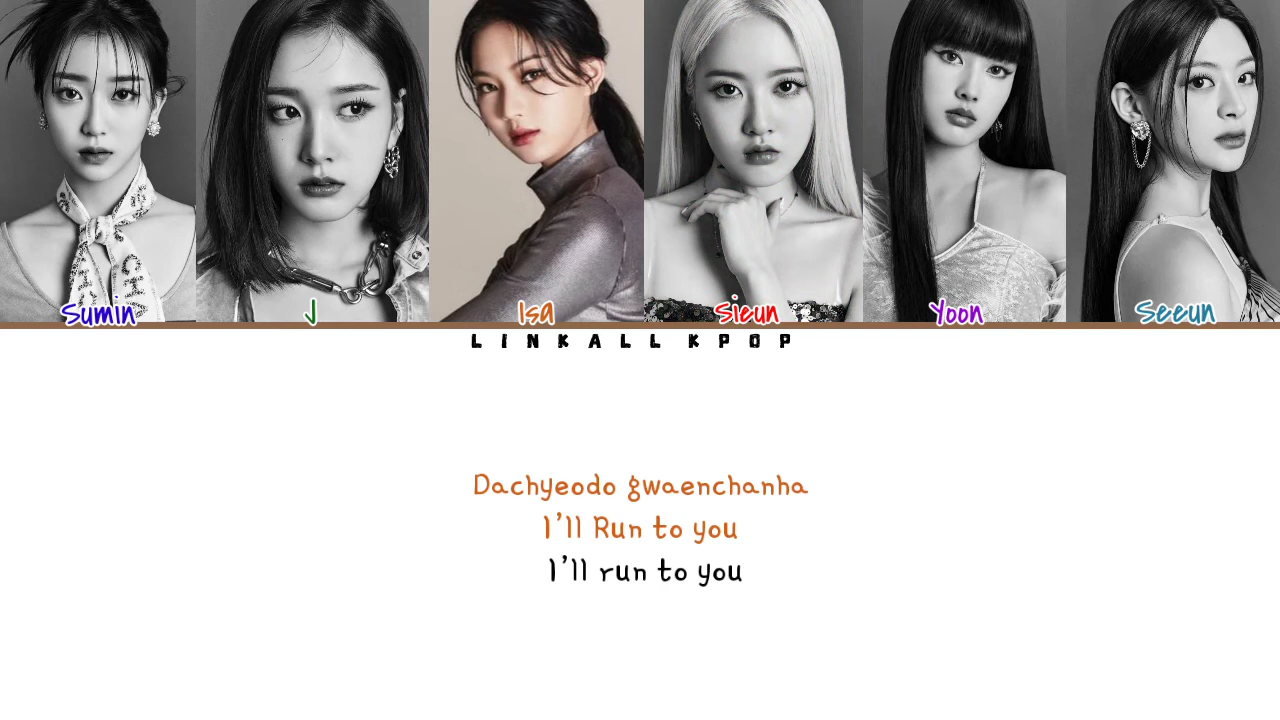 Sumin J Isa Sieun Yoon Seeun
LINKALL KPOP
Dachyeodo gwaenchanha
I'll Run to you
I'll run to you